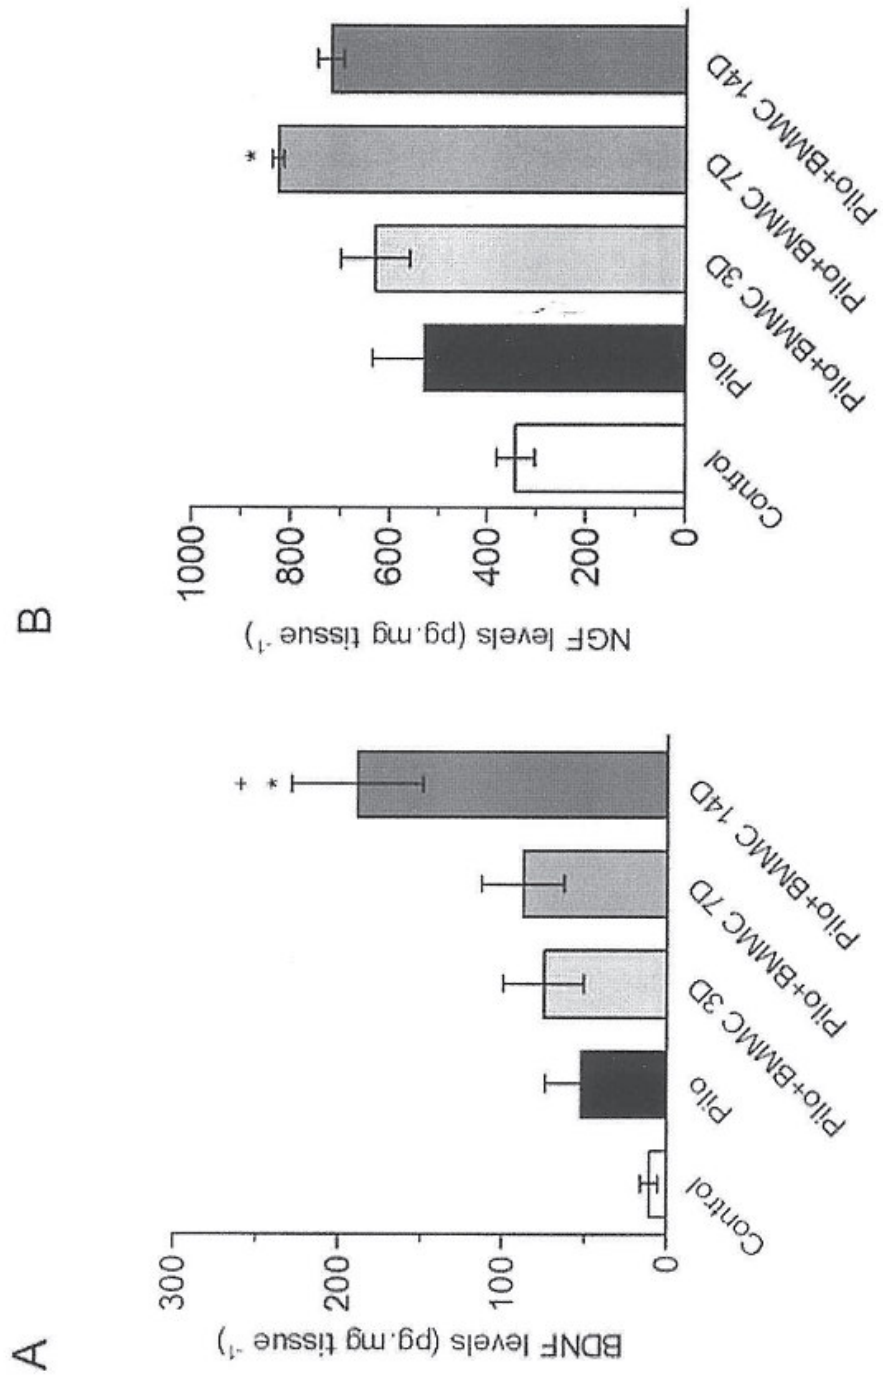 A
BDNF levels (pg.mg tissue -1)
300
200
100
0
+
*
Control
Pilo
Pilo+BMMC 3D
Pilo+BMMC 7D
Pilo+BMMC 14D
B
NGF levels (pg.mg tissue -1)
1000
800
600
400
200
0
*
Control
Pilo
Pilo+BMMC 3D
Pilo+BMMC 7D
Pilo+BMMC 14D